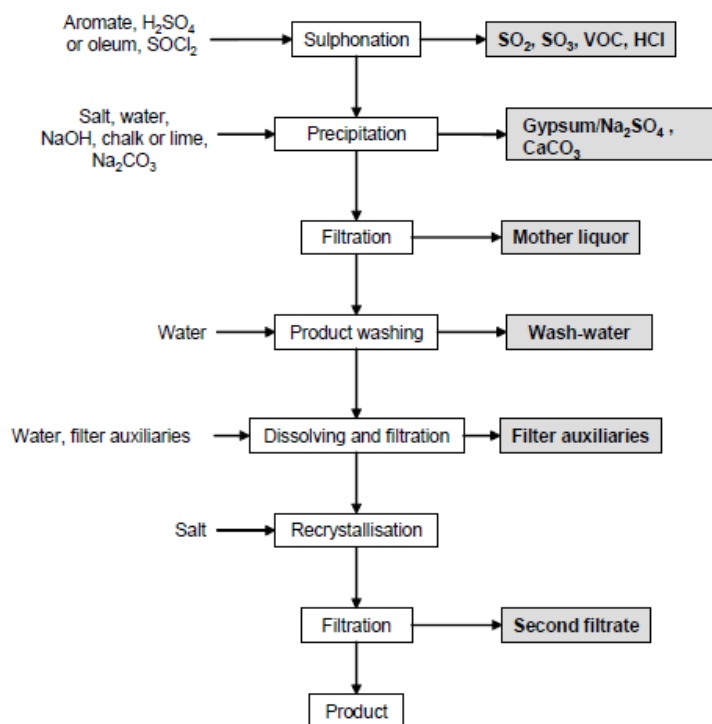 Aromate, H₂SO₄
or oleum, SOCl₂
Sulphonation
SO₂, SO₃, VOC, HCl
Salt, water,
NaOH, chalk or lime,
Na₂CO₃
Precipitation
Gypsum/Na₂SO₄ ,
CaCO₃
Filtration
Mother liquor
Water
Product washing
Wash-water
Water, filter auxiliaries
Dissolving and filtration
Filter auxiliaries
Salt
Recrystallisation
Filtration
Second filtrate
Product